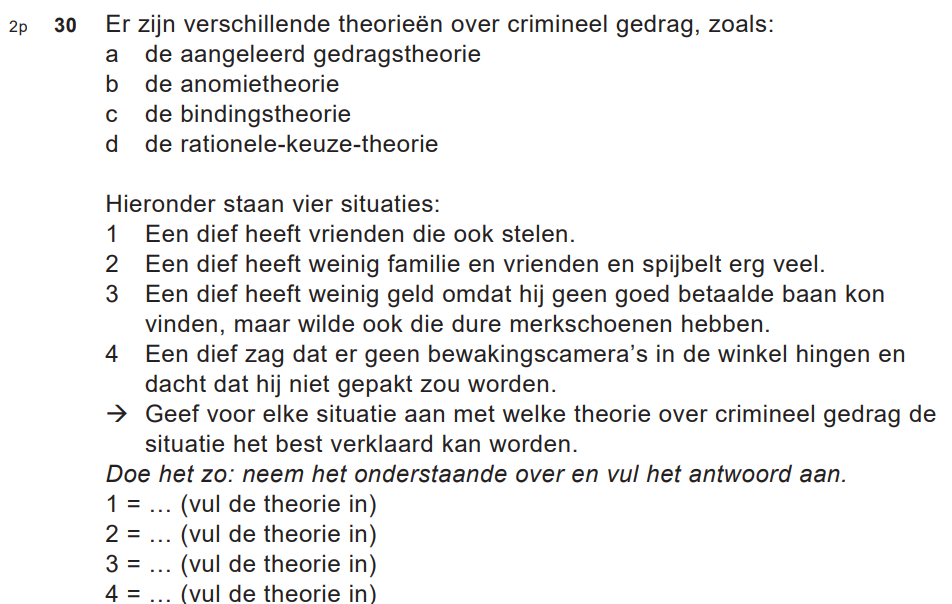 2p 30 Er zijn verschillende theorieën over crimineel gedrag, zoals:
a de aangeleerd gedragstheorie
b de anomietheorie
c de bindingstheorie
d de rationele-keuze-theorie
Hieronder staan vier situaties:
1 Een dief heeft vrienden die ook stelen.
2 Een dief heeft weinig familie en vrienden en spijbelt erg veel.
3 Een dief heeft weinig geld omdat hij geen goed betaalde baan kon
vinden, maar wilde ook die dure merkschoenen hebben.
4 Een dief zag dat er geen bewakingscamera’s in de winkel hingen en
dacht dat hij niet gepakt zou worden.
→ Geef voor elke situatie aan met welke theorie over crimineel gedrag de
situatie het best verklaard kan worden.
Doe het zo: neem het onderstaande over en vul het antwoord aan.
1 = … (vul de theorie in)
2 = … (vul de theorie in)
3 = … (vul de theorie in)
4 = … (vul de theorie in)